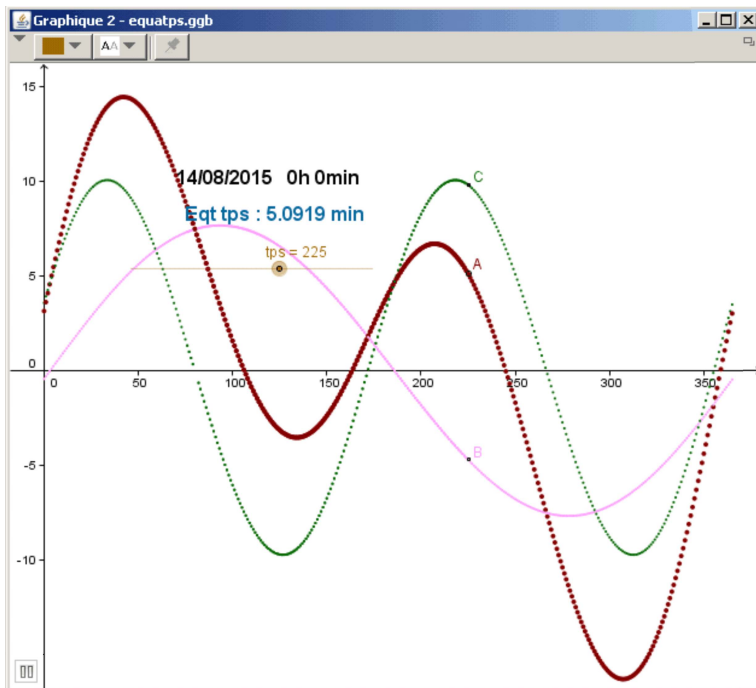 Graphique 2 - equatps.ggb
AA
15
14/08/2015 0h 0min
10
C
Eqt tps : 5.0919 min
tps = 225
5
A
0
0 50 100 150 200 250 300 350
B
-5
-10